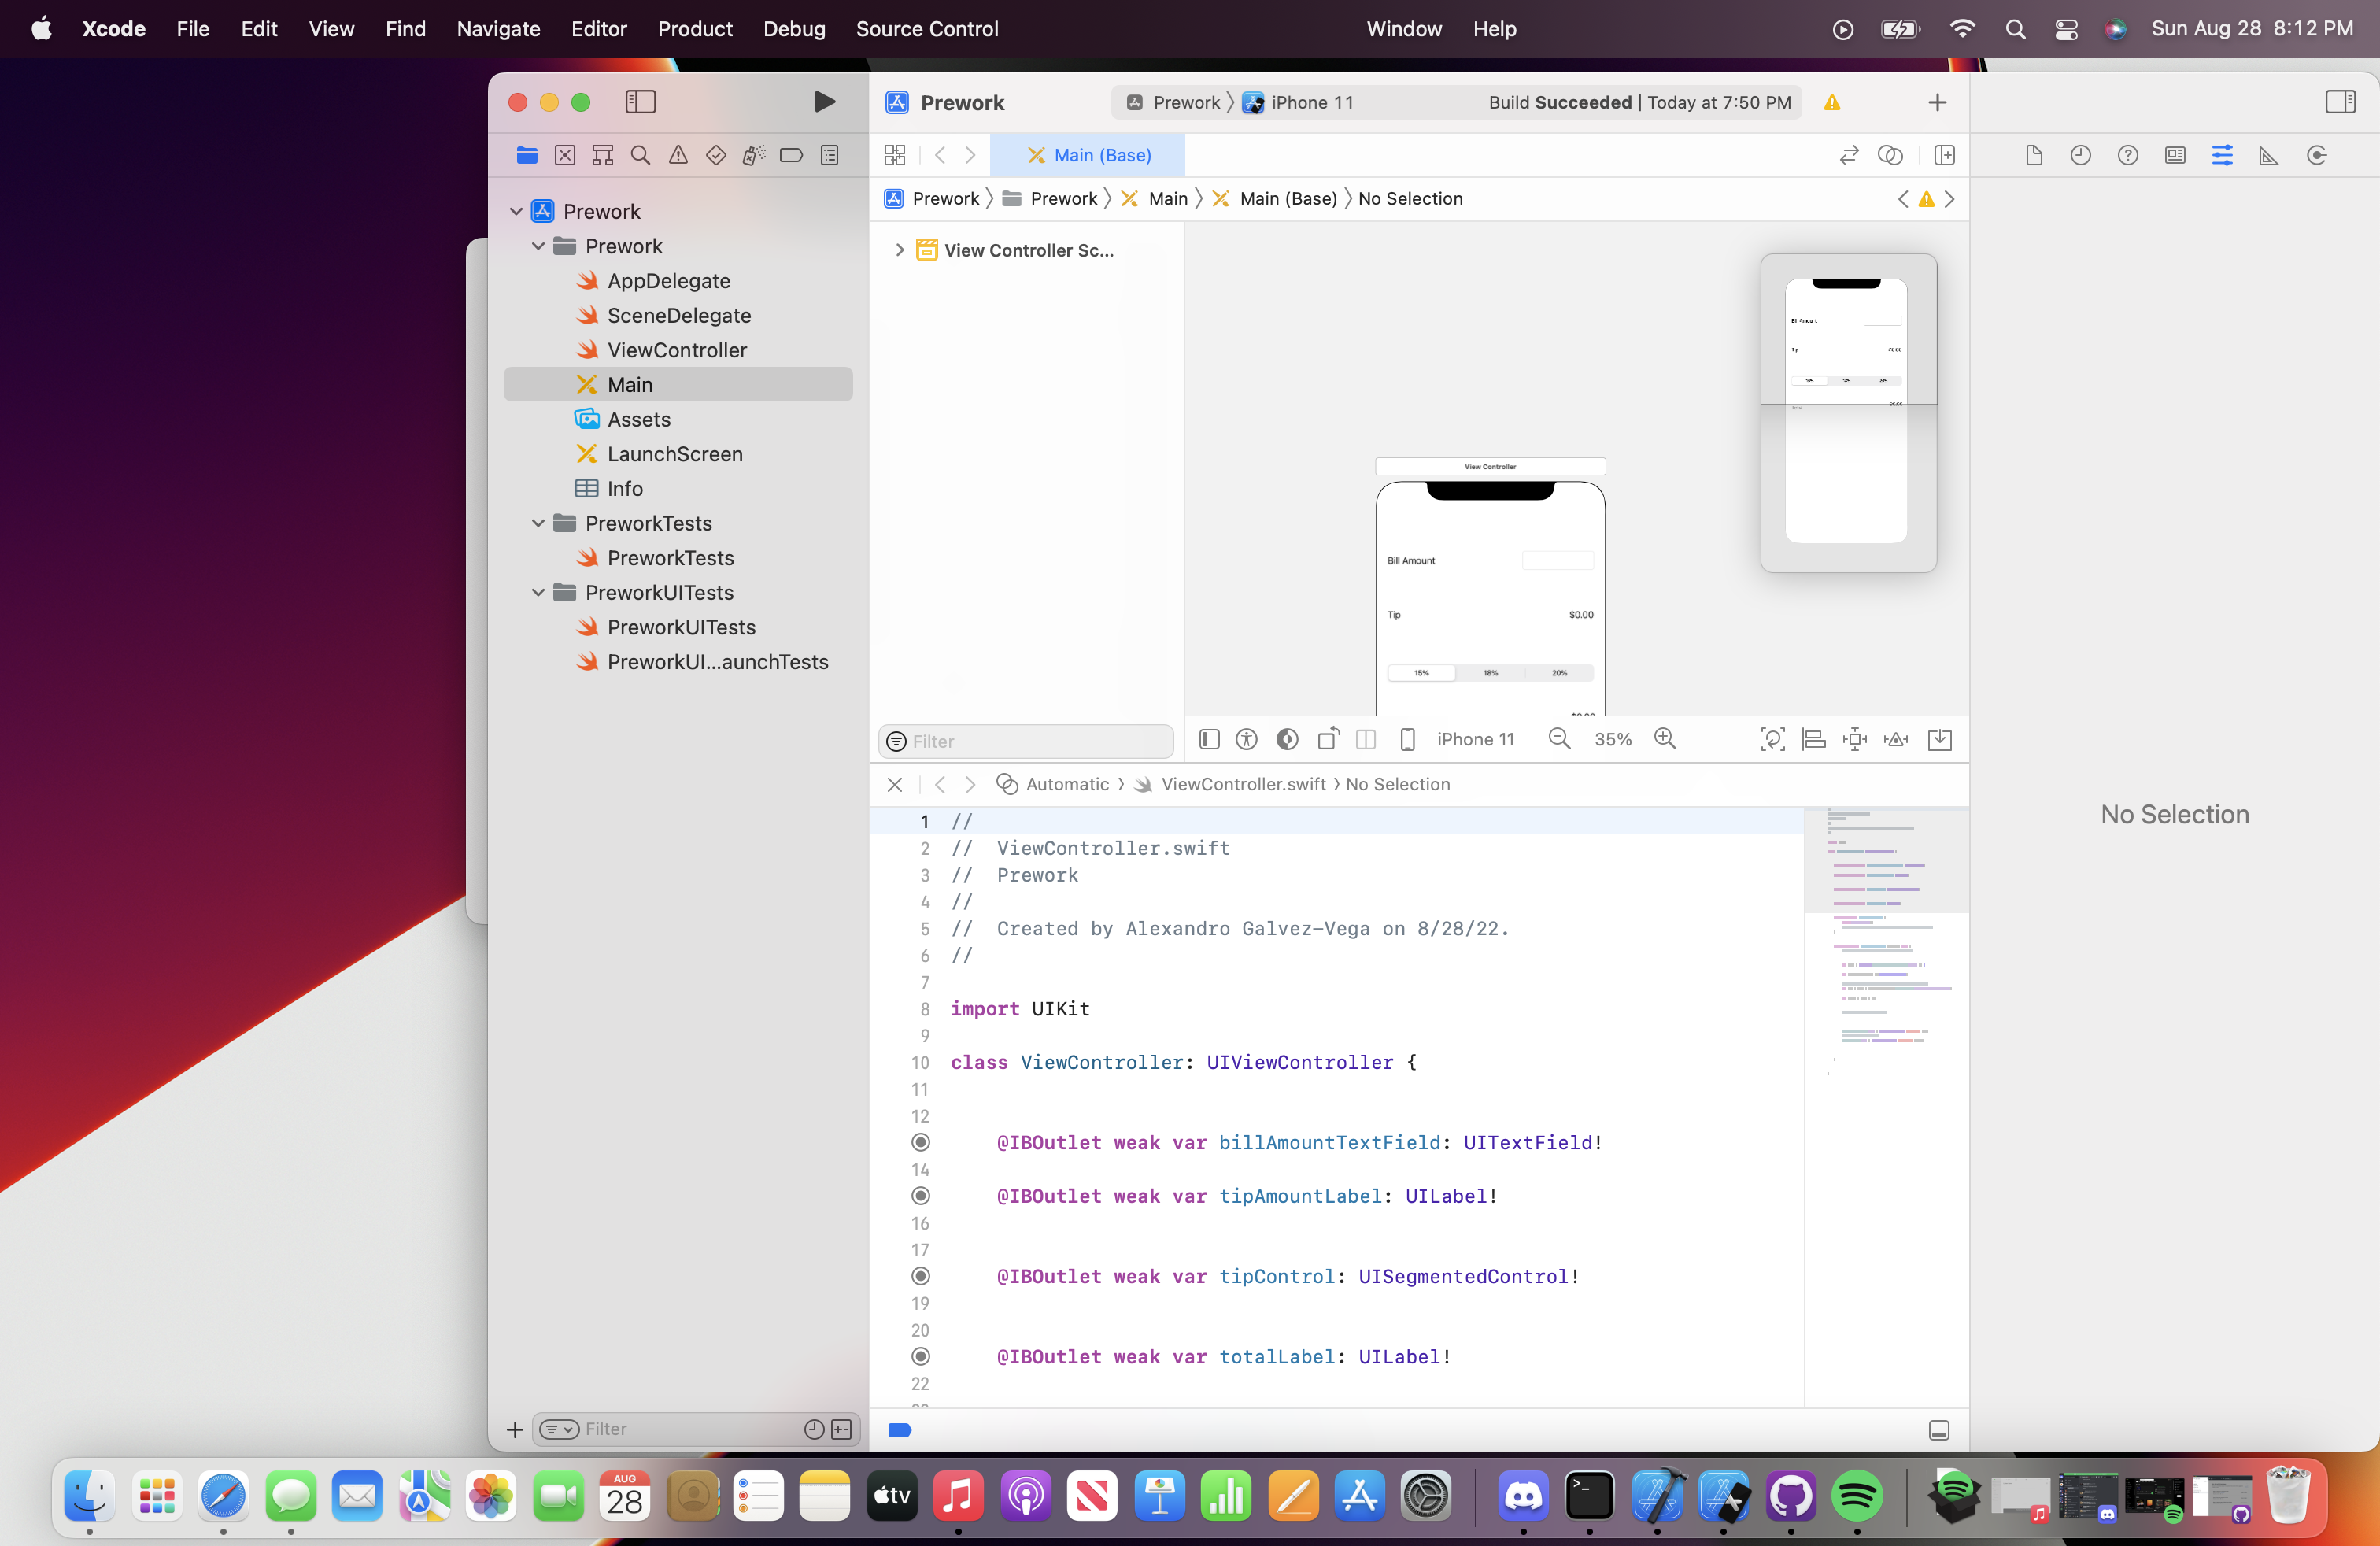 Xcode File Edit View Find Navigate Editor Product Debug Source Control Window Help Sun Aug 28 8:12 PM
Prework Prework iPhone 11 Build Succeeded | Today at 7:50 PM
Main (Base)
Prework Prework Main Main (Base) No Selection
Prework
Prework
AppDelegate
SceneDelegate
ViewController
Main
Assets
LaunchScreen
Info
PreworkTests
PreworkTests
PreworkUITests
PreworkUITests
PreworkUI...aunchTests
Filter
View Controller Sc...
Filter
Bill Amount
Tip
View Controller
Bill Amount
Tip $0.00
15% 18% 20%
iPhone 11 35%
Automatic ViewController.swift No Selection
1 //
2 // ViewController.swift
3 // Prework
4 //
5 // Created by Alexandro Galvez-Vega on 8/28/22.
6 //
7
8 import UIKit
9
10 class ViewController: UIViewController {
11
12
@IBOutlet weak var billAmountTextField: UITextField!
14
@IBOutlet weak var tipAmountLabel: UILabel!
16
17
@IBOutlet weak var tipControl: UISegmentedControl!
19
20
@IBOutlet weak var totalLabel: UILabel!
22
No Selection
AUG
28
tv